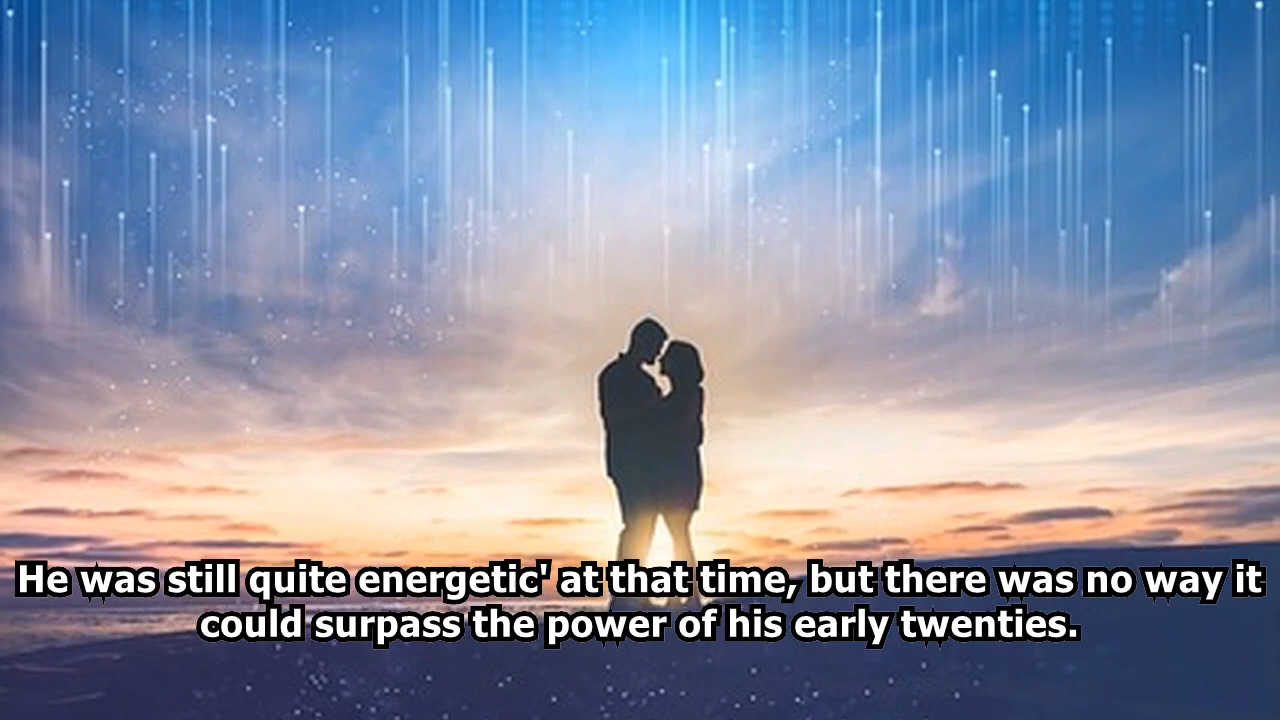 He was still quite energetic' at that time, but there was no way it
could surpass the power of his early twenties.